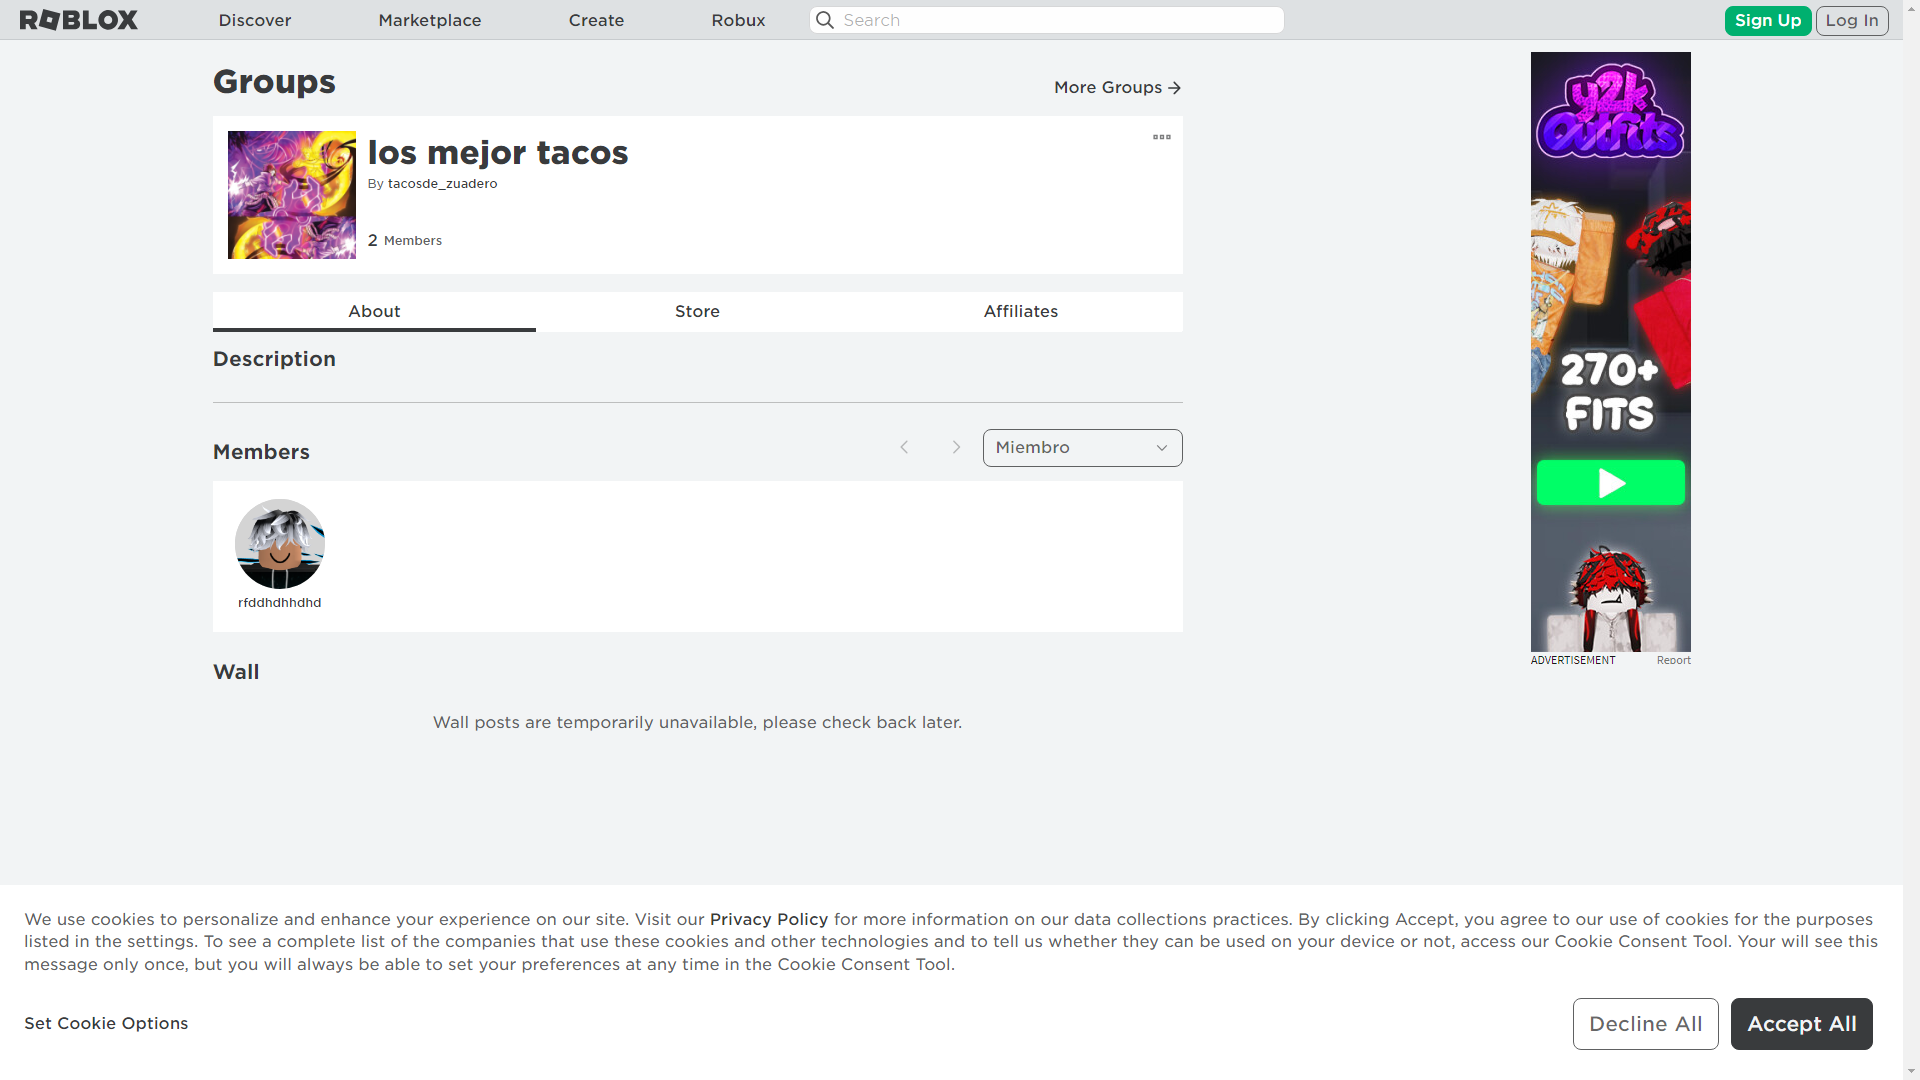 ROBLOX
Discover
Marketplace
Create
Robux
Search
Sign Up
Log In
Groups
More Groups
los mejor tacos
By tacosde_zuadero
2 Members
About
Store
Affiliates
Description
Members
Miembro
rfddhdhhdhd
Wall
Wall posts are temporarily unavailable, please check back later.
y2k
Outfits
270+
FITS
ADVERTISEMENT
Report
We use cookies to personalize and enhance your experience on our site. Visit our Privacy Policy for more information on our data collections practices. By clicking Accept, you agree to our use of cookies for the purposes
listed in the settings. To see a complete list of the companies that use these cookies and other technologies and to tell us whether they can be used on your device or not, access our Cookie Consent Tool. Your will see this
message only once, but you will always be able to set your preferences at any time in the Cookie Consent Tool.
Set Cookie Options
Decline All
Accept All